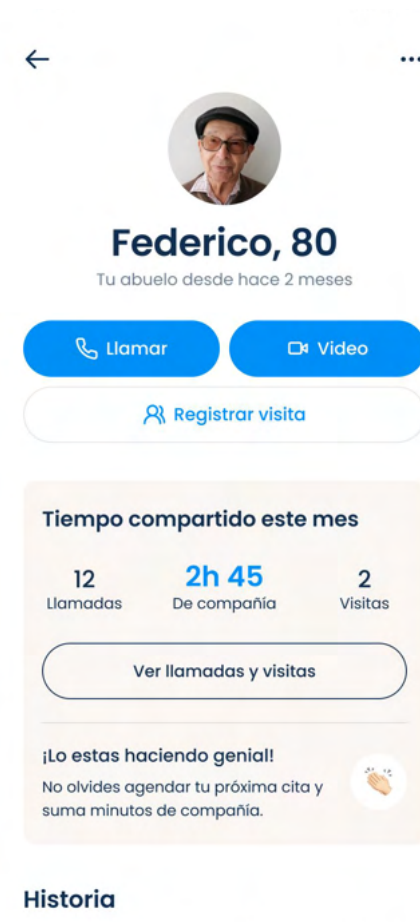 Federico, 80
Tu abuelo desde hace 2 meses
Llamar
Video
Registrar visita
Tiempo compartido este mes
12
2h 45
2
Llamadas
De compañía
Visitas
Ver llamadas y visitas
¡Lo estas haciendo genial!
No olvides agendar tu próxima cita y
suma minutos de compañía.
Historia